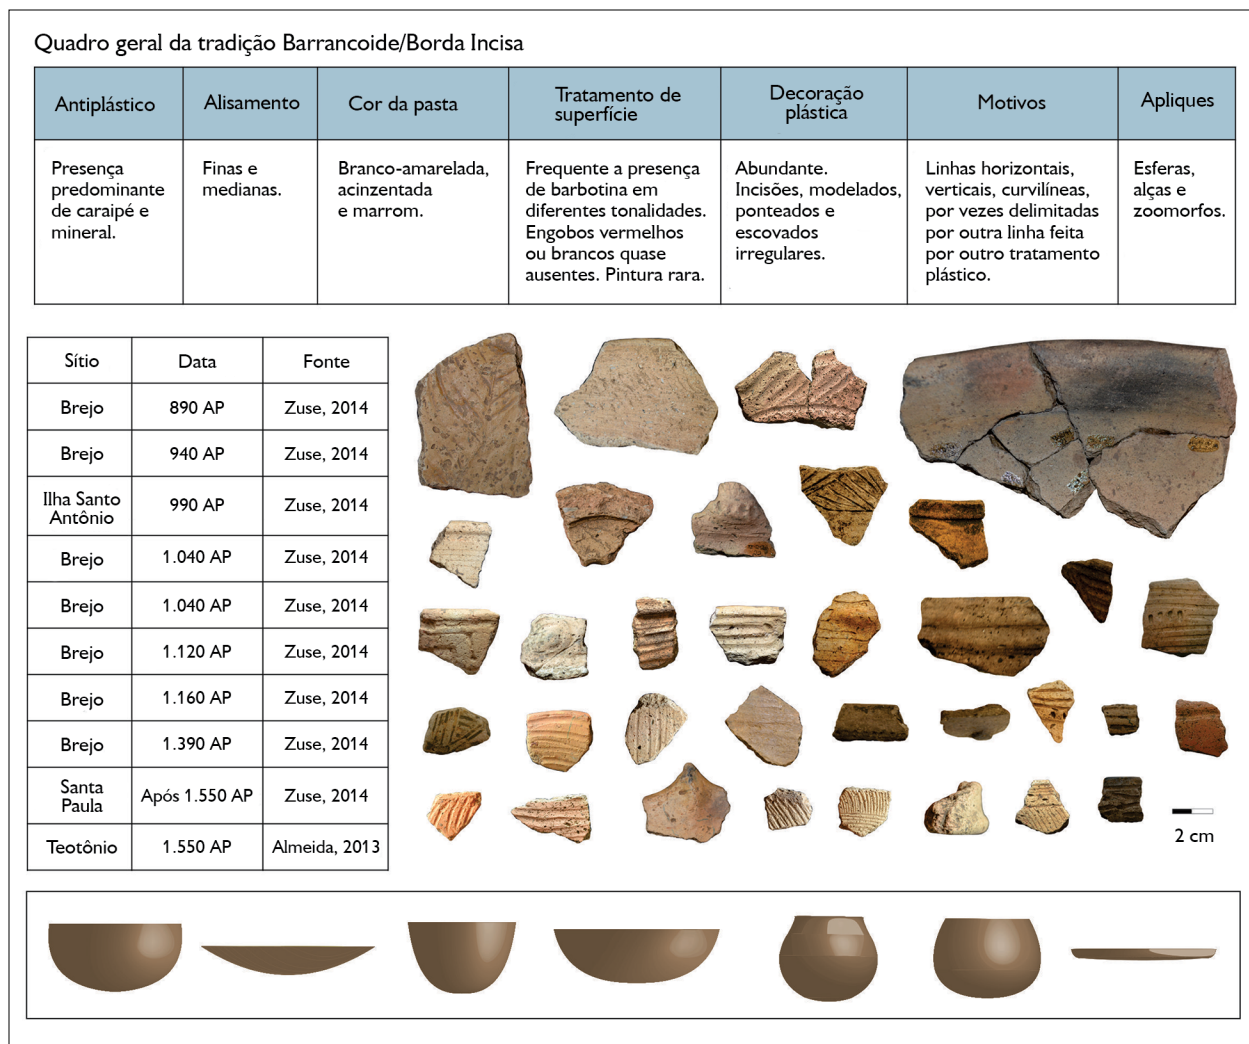 Quadro geral da tradição Barrancoide/Borda Incisa
Antiplástico
Alisamento
Cor da pasta
Tratamento de
superfície
Decoração
plástica
Motivos
Apliques
Presença
predominante
de caraipé e
mineral.
Finas e
medianas.
Branco-amarelada,
acinzentada
e marrom.
Frequente a presença
de barbotina em
diferentes tonalidades.
Engobos vermelhos
ou brancos quase
ausentes. Pintura rara.
Abundante.
Incisões, modelados,
ponteados e
escovados
irregulares.
Linhas horizontais,
verticais, curvilíneas,
por vezes delimitadas
por outra linha feita
por outro tratamento
plástico.
Esferas,
alças e
zoomorfos.
Sítio Data Fonte
Brejo 890 AP Zuse, 2014
Brejo 940 AP Zuse, 2014
Ilha Santo
Antônio 990 AP Zuse, 2014
Brejo 1.040 AP Zuse, 2014
Brejo 1.040 AP Zuse, 2014
Brejo 1.120 AP Zuse, 2014
Brejo 1.160 AP Zuse, 2014
Brejo 1.390 AP Zuse, 2014
Santa
Paula Após 1.550 AP Zuse, 2014
Teotônio 1.550 AP Almeida, 2013
2 cm